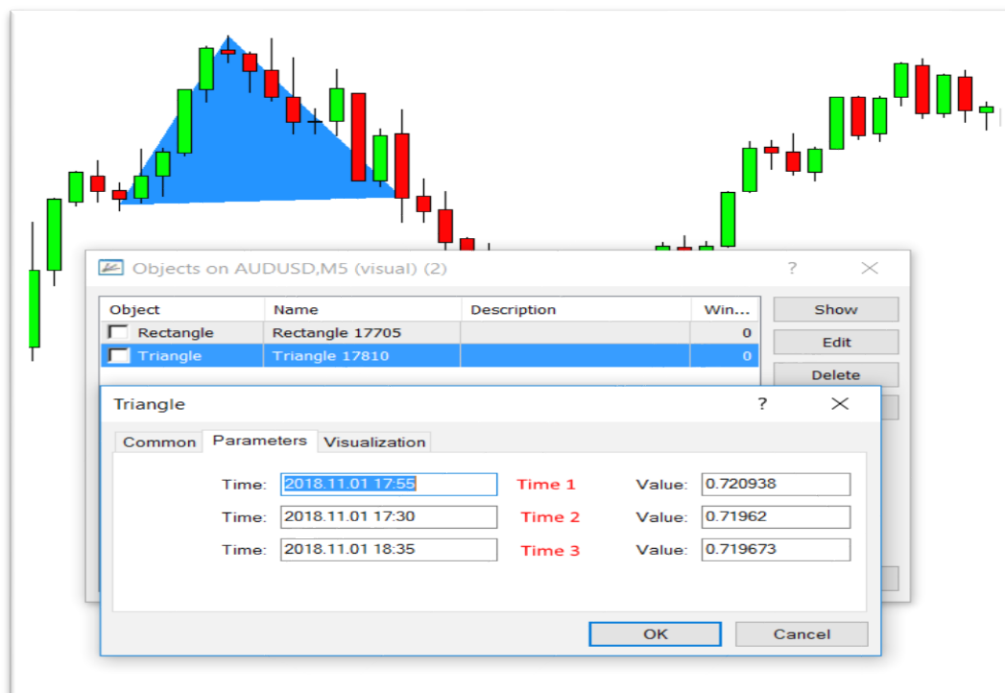 Objects on AUDUSD,M5 (visual) (2) ?
Object Name Description Win... Show
Rectangle Rectangle 17705 0 Edit
Triangle Triangle 17810 0
Delete
Triangle ?
Common Parameters Visualization
Time: 2018.11.01 17:55 Time 1 Value: 0.720938
Time: 2018.11.01 17:30 Time 2 Value: 0.71962
Time: 2018.11.01 18:35 Time 3 Value: 0.719673
OK Cancel